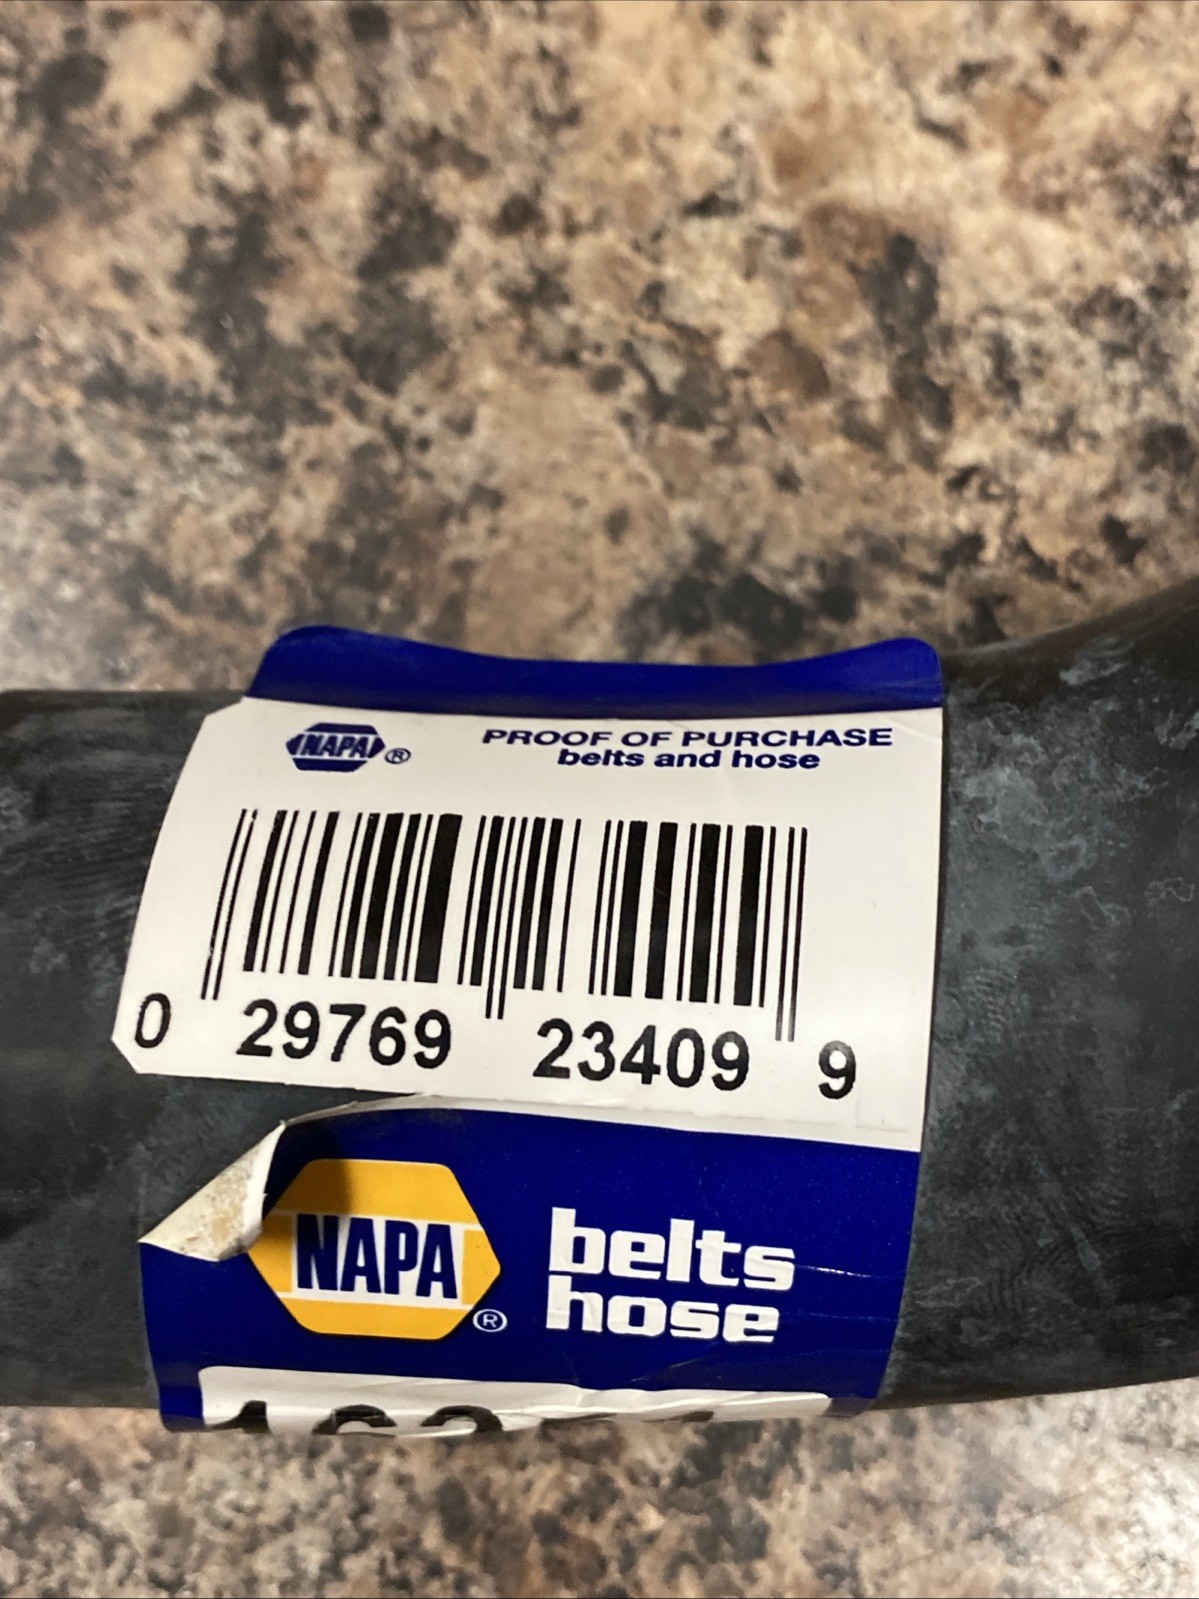 NAPA®
PROOF OF PURCHASE
belts and hose
0 29769 23409 9
NAPA®
belts
hose